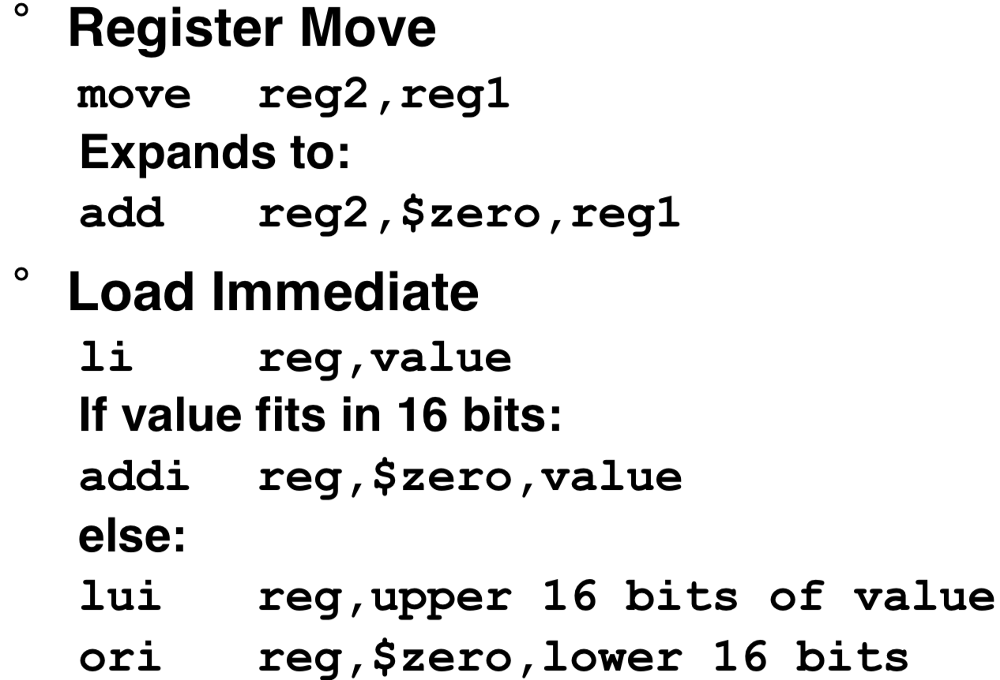 ° Register Move
move reg2,reg1
Expands to:
add reg2,$zero,reg1
° Load Immediate
li reg,value
If value fits in 16 bits:
addi reg,$zero,value
else:
lui reg,upper 16 bits of value
ori reg,$zero,lower 16 bits